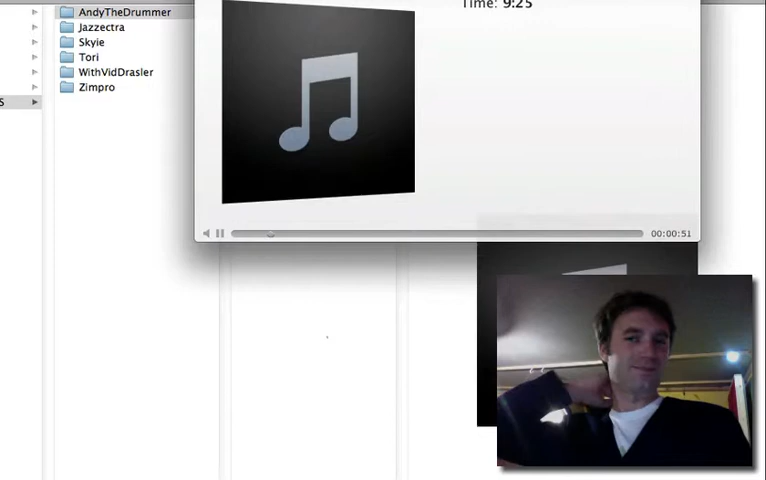 AndyTheDrummer
Jazzectra
Skyie
Tori
WithVidDrasler
Zimpro
S
Time: 9:25
00:00:51